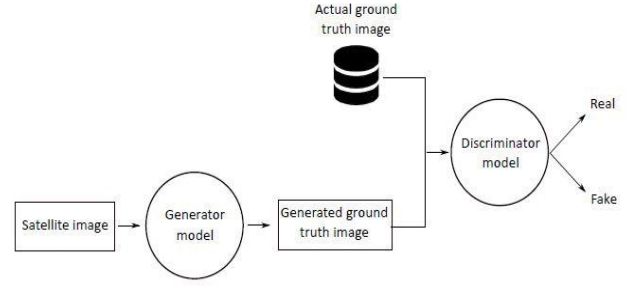 Actual ground
truth image
Real
Discriminator
model
Fake
Satellite image
Generator
model
Generated ground
truth image